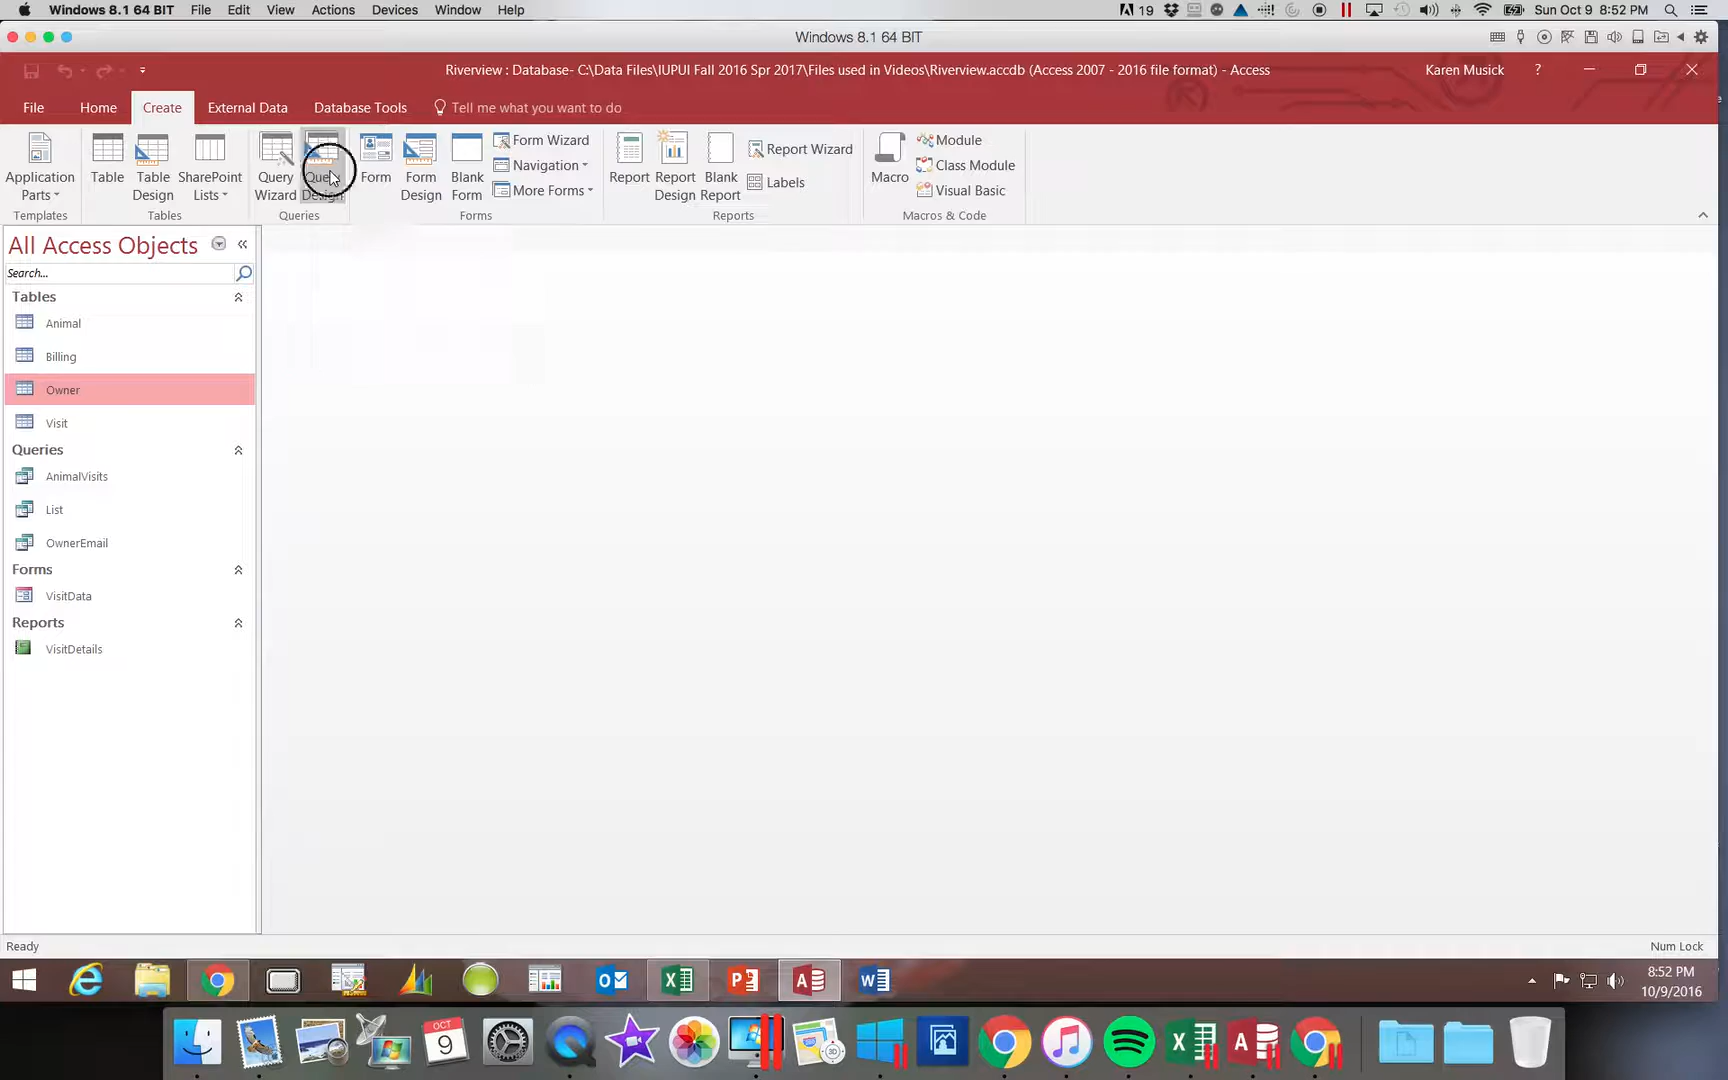 Windows 8.1 64 BIT File Edit View Actions Devices Window Help 19 Sun Oct 9 8:52 PM
Windows 8.1 64 BIT
Riverview : Database- C:\Data Files\IUPUI Fall 2016 Spr 2017\Files used in Videos\Riverview.accdb (Access 2007 - 2016 file format) - Access Karen Musick ?
File Home Create External Data Database Tools Tell me what you want to do
Application Parts Table Table Design SharePoint Lists Query Wizard Query Design Form Form Design Blank Form Form Wizard Navigation More Forms Report Report Design Blank Report Report Wizard Labels Macro Module Class Module Visual Basic
Templates Tables Queries Forms Reports Macros & Code
All Access Objects
Search...
Tables
Animal
Billing
Owner
Visit
Queries
AnimalVisits
List
OwnerEmail
Forms
VisitData
Reports
VisitDetails
Ready Num Lock
8:52 PM
10/9/2016
OCT
9
3D